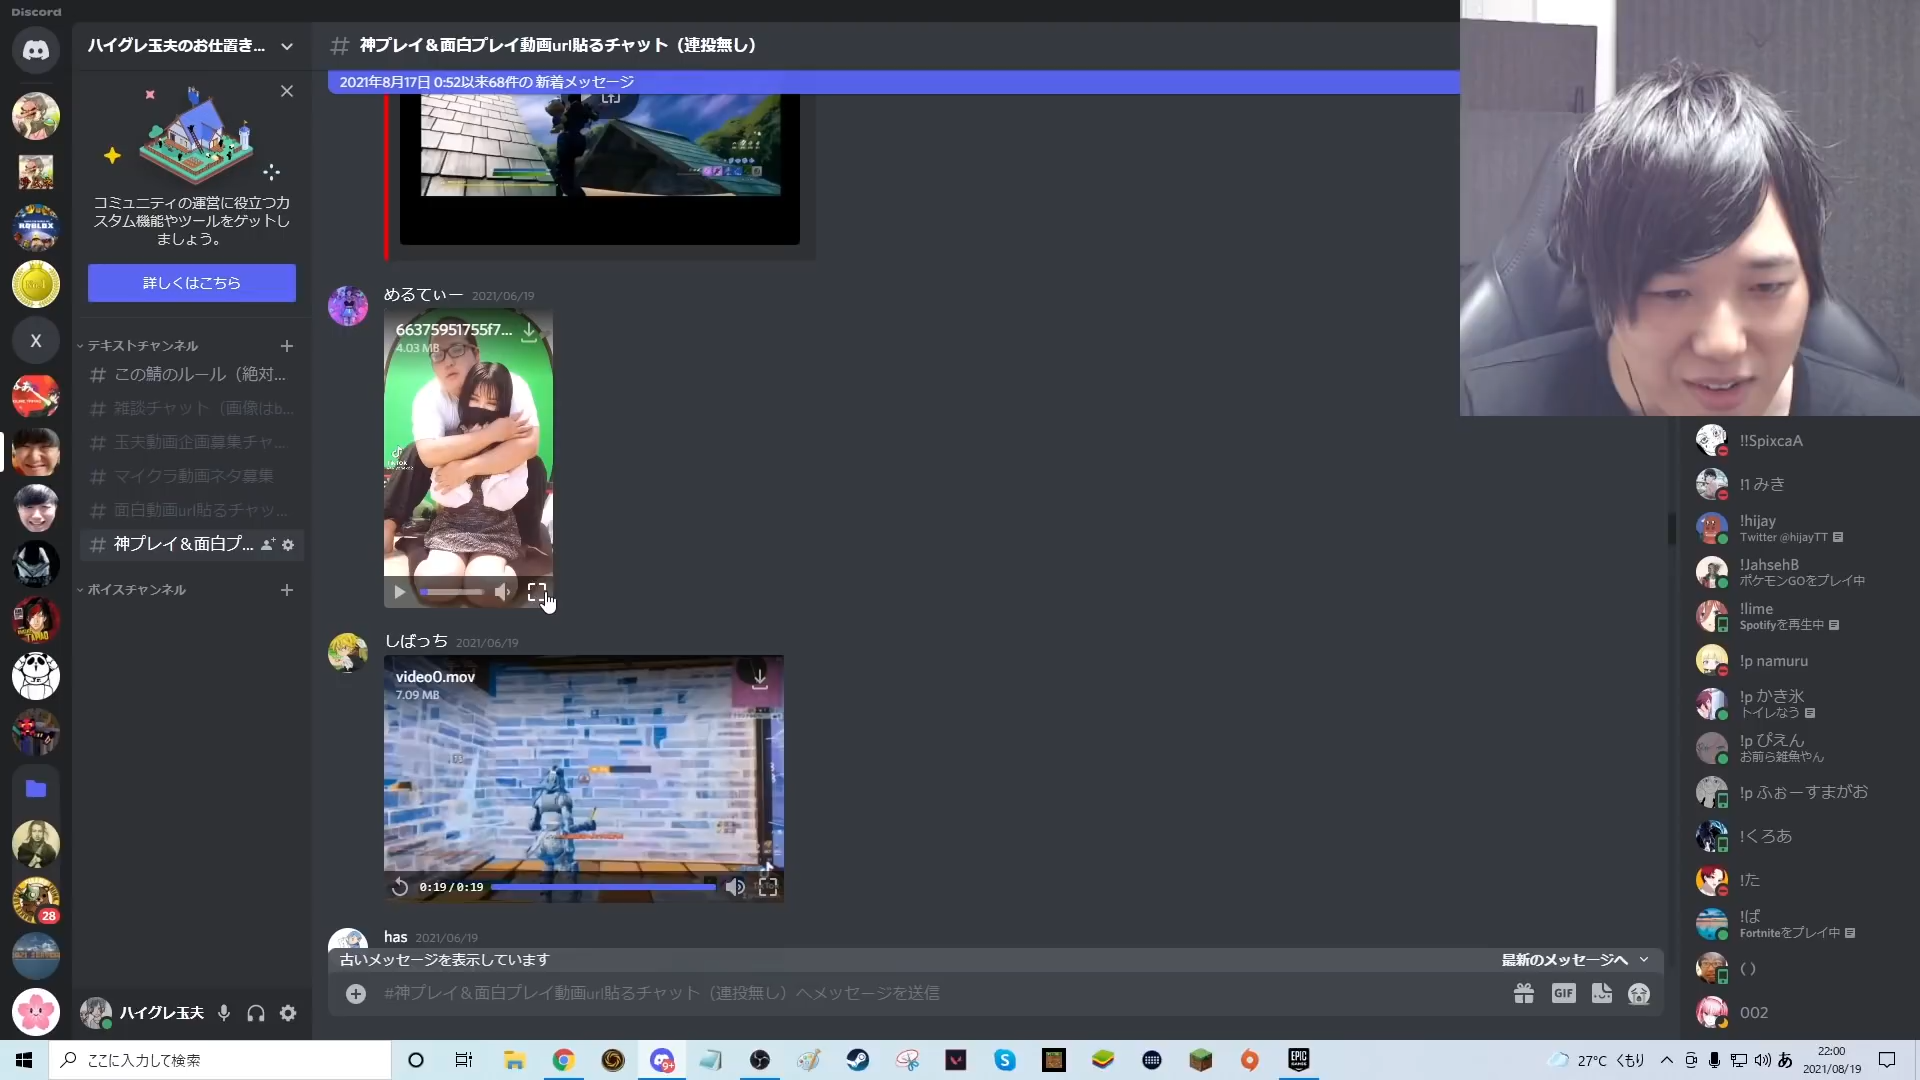 Discord
ハイグレ玉夫のお仕置き...
コミュニティの運営に役立つカ
スタム機能やツールをゲットし
ましょう。
詳しくはこちら
テキストチャンネル
この鯖のルール（絶対...
雑談チャット（画像はb...
玉夫動画企画募集チャ...
マイクラ動画ネタ募集
面白動画url貼るチャッ...
神プレイ＆面白プ...
ボイスチャンネル
ROBLOX
X
28
ハイグレ玉夫
神プレイ＆面白プレイ動画url貼るチャット（連投無し）
2021年8月17日 0:52以来68件の 新着メッセージ
めるてぃー 2021/06/19
66375951755f7...
4.03 MB
しばっち 2021/06/19
video0.mov
7.09 MB
0:19/0:19
has 2021/06/19
古いメッセージを表示しています
最新のメッセージへ
#神プレイ＆面白プレイ動画url貼るチャット（連投無し）へメッセージを送信
GIF
!!SpixcaA
!1 みき
!hijay
Twitter @hijayTT
!JahsehB
ポケモンGOをプレイ中
!lime
Spotifyを再生中
!p namuru
!p かき氷
トイレなう
!p ぴえん
お前ら雑魚やん
!p ふぉーすまがお
!くろあ
!た
!ば
Fortniteをプレイ中
( )
002
ここに入力して検索
9+
EPIC
GAMES
27°C くもり
あ
22:00
2021/08/19